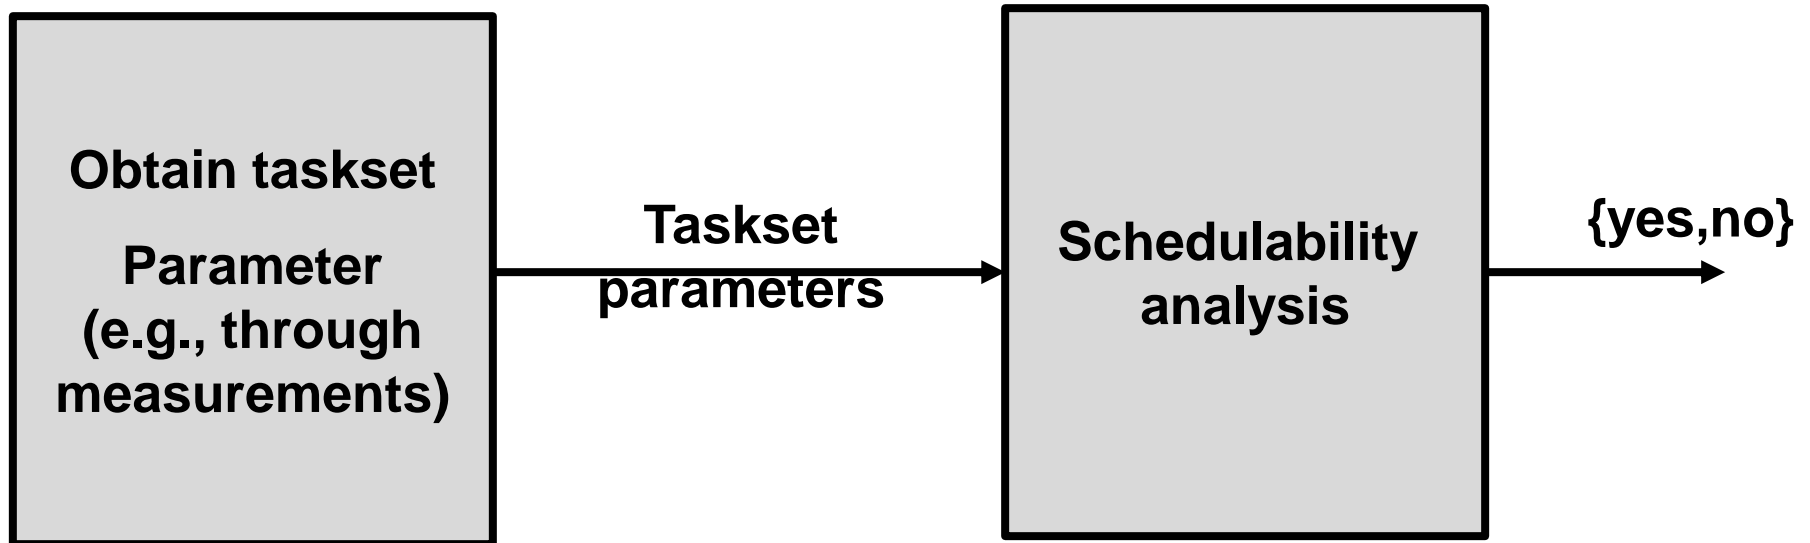 Obtain taskset
Parameter
(e.g., through
measurements)
Taskset
parameters
Schedulability
analysis
{yes,no}